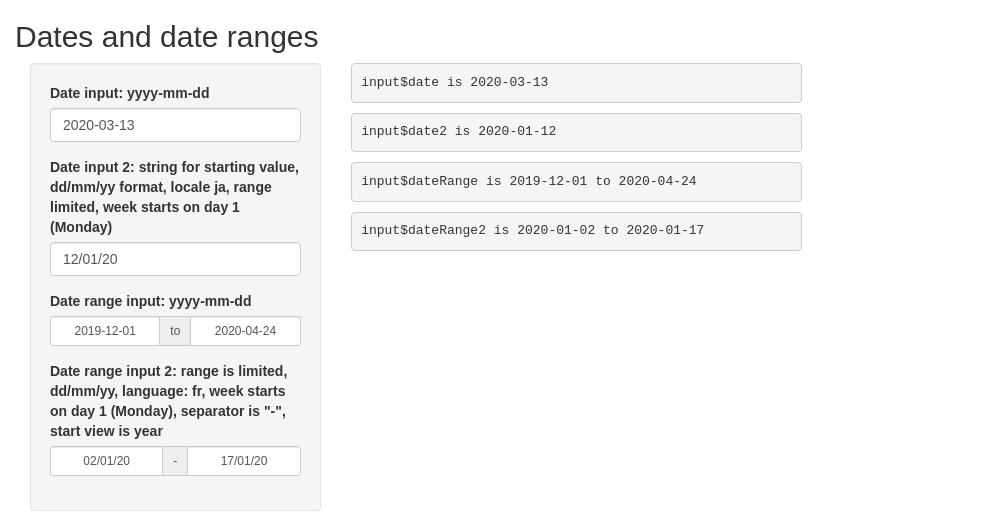 Dates and date ranges
Date input: yyyy-mm-dd
2020-03-13
Date input 2: string for starting value,
dd/mm/yy format, locale ja, range
limited, week starts on day 1
(Monday)
12/01/20
Date range input: yyyy-mm-dd
2019-12-01 to 2020-04-24
Date range input 2: range is limited,
dd/mm/yy, language: fr, week starts
on day 1 (Monday), separator is "-",
start view is year
02/01/20 - 17/01/20
input$date is 2020-03-13
input$date2 is 2020-01-12
input$dateRange is 2019-12-01 to 2020-04-24
input$dateRange2 is 2020-01-02 to 2020-01-17